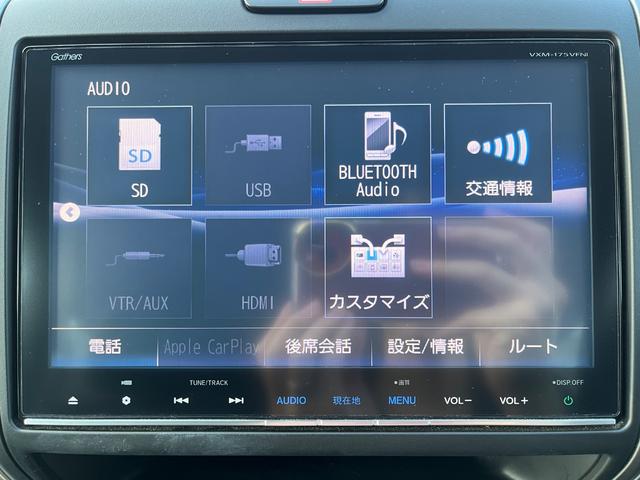 Gathers
VXM-175VFNi
AUDIO
SD
SD
USB
BLUETOOTH
Audio
交通情報
VTR/AUX
HDMI
カスタマイズ
電話
Apple CarPlay
後席会話
設定/情報
ルート
TUNE/TRACK
画質
DISP.OFF
AUDIO
現在地
MENU
VOL−
VOL+